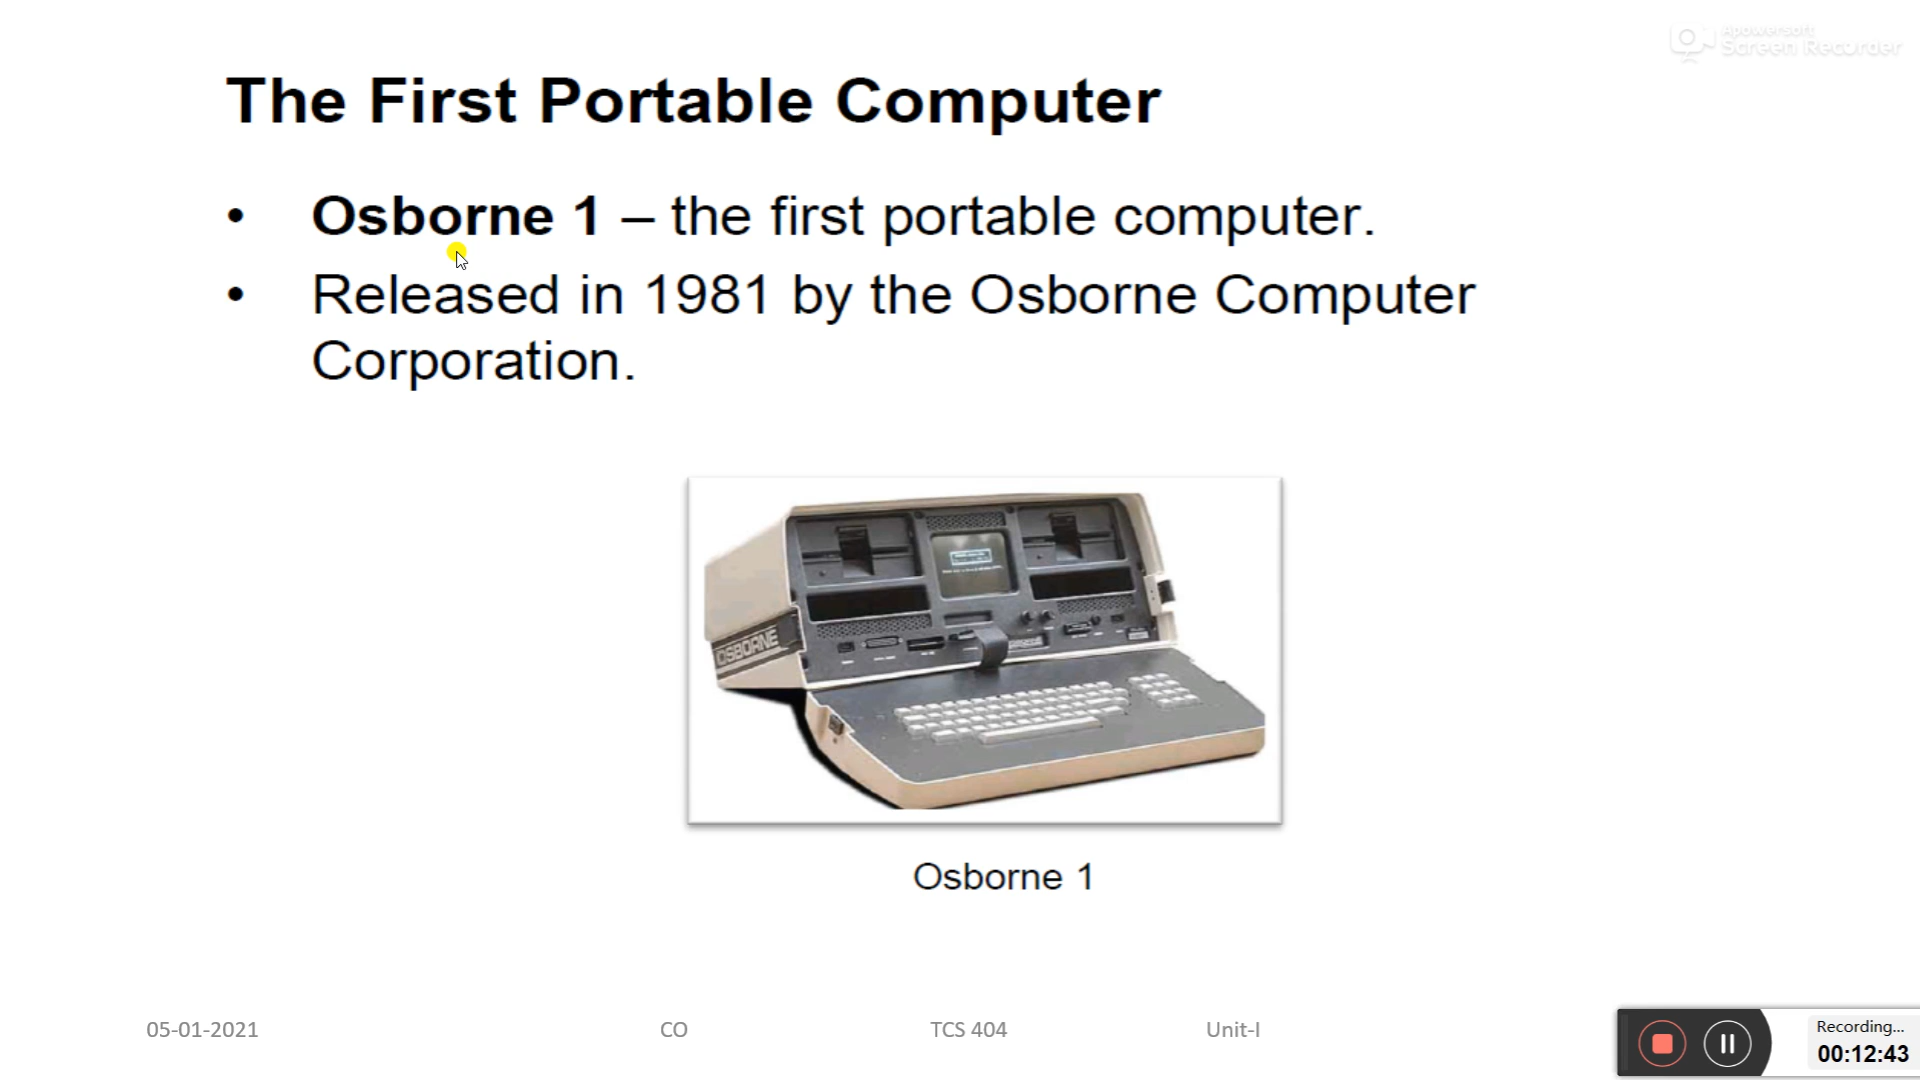 Apowersoft
Screen Recorder
The First Portable Computer
• Osborne 1 – the first portable computer.
• Released in 1981 by the Osborne Computer
Corporation.
OSBORNE
Osborne 1
05-01-2021 CO TCS 404 Unit-I
Recording...
00:12:43